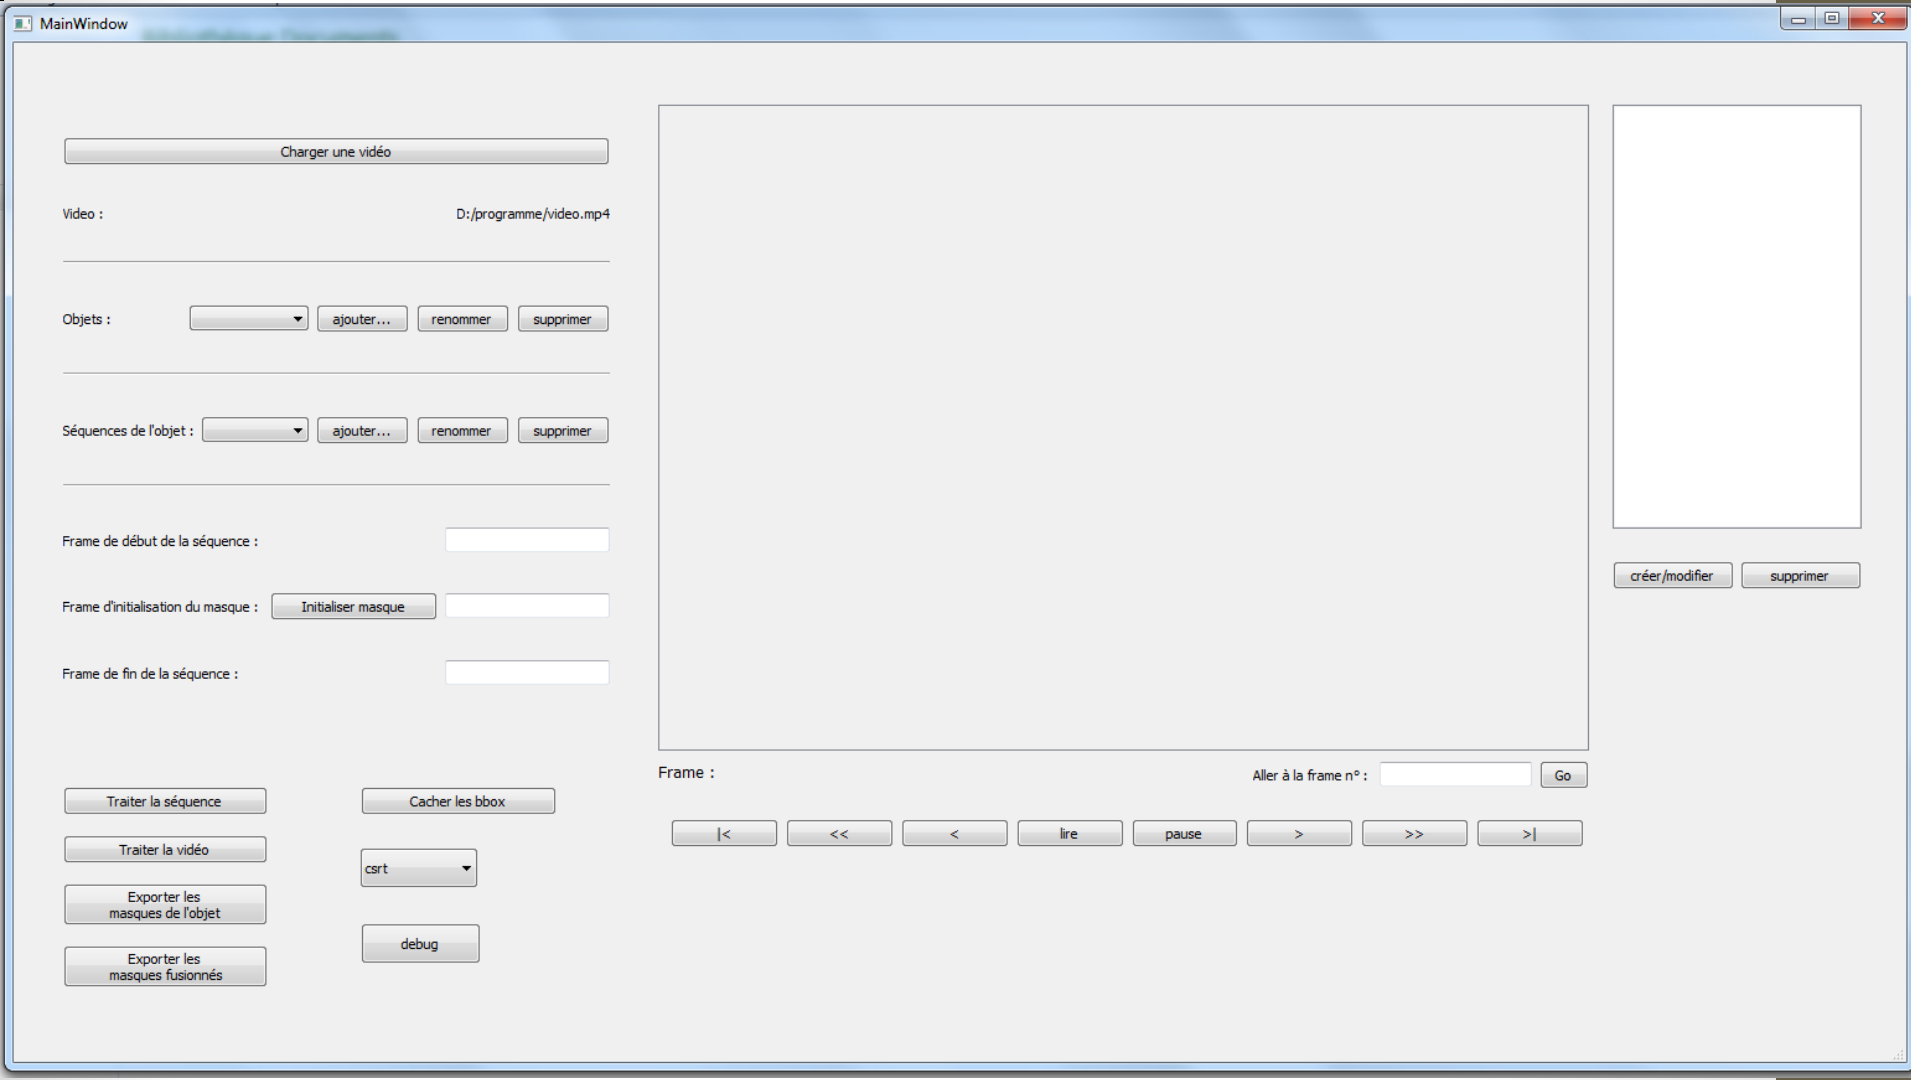 MainWindow
Charger une vidéo
Video :
D:/programme/video.mp4
Objets :
ajouter...
renommer
supprimer
Séquences de l'objet :
ajouter...
renommer
supprimer
Frame de début de la séquence :
Frame d'initialisation du masque :
Initialiser masque
Frame de fin de la séquence :
Traiter la séquence
Cacher les bbox
Traiter la vidéo
csrt
Exporter les
masques de l'objet
debug
Exporter les
masques fusionnés
Frame :
Aller à la frame n° :
Go
|<
<<
<
lire
pause
>
>>
>|
créer/modifier
supprimer